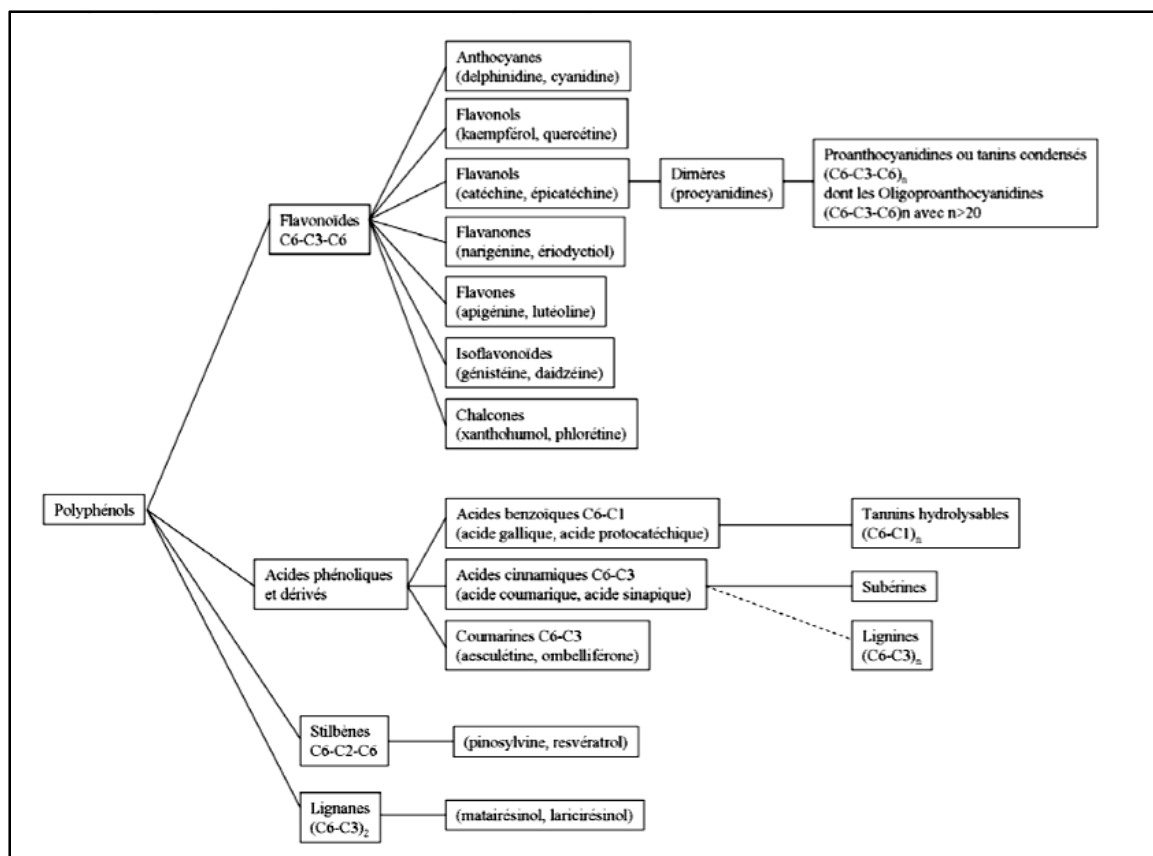 Anthocyanes
(delphinidine, cyanidine)
Flavonols
(kaempférol, quercétine)
Flavanols
(catéchine, épicatéchine)
Dimères
(procyanidines)
Proanthocyanidines ou tanins condensés
(C6-C3-C6)n
dont les Oligoproanthocyanidines
(C6-C3-C6)n avec n>20
Flavonoïdes
C6-C3-C6
Flavanones
(narigénine, ériodyctiol)
Flavones
(apigénine, lutéoline)
Isoflavonoïdes
(génistéine, daidzéine)
Chalcones
(xanthohumol, phlorétine)
Polyphénols
Acides phénoliques
et dérivés
Acides benzoïques C6-C1
(acide gallique, acide protocatéchique)
Tannins hydrolysables
(C6-C1)n
Acides cinnamiques C6-C3
(acide coumarique, acide sinapique)
Subérines
Coumarines C6-C3
(aesculétine, ombelliférone)
Lignines
(C6-C3)n
Stilbènes
C6-C2-C6
(pinosylvine, resvératrol)
Lignanes
(C6-C3)2
(matairésinol, laricirésinol)